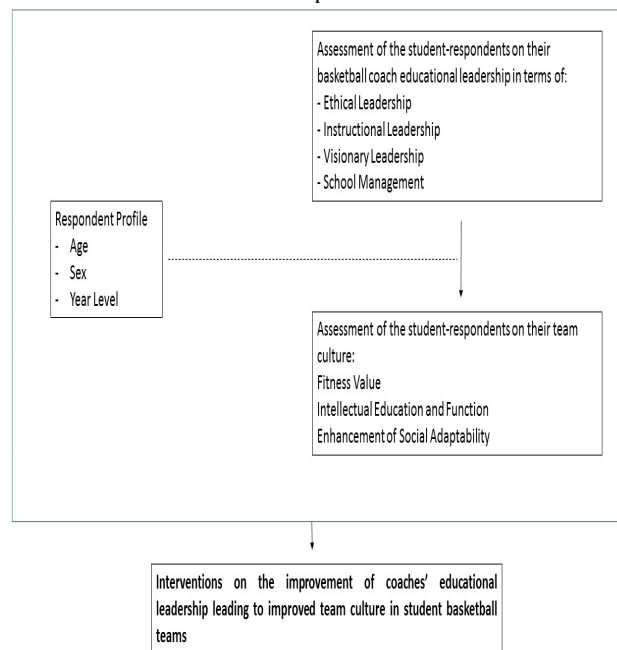 Assessment of the student-respondents on their
basketball coach educational leadership in terms of:
- Ethical Leadership
- Instructional Leadership
- Visionary Leadership
- School Management
Respondent Profile
- Age
- Sex
- Year Level
Assessment of the student-respondents on their team
culture:
Fitness Value
Intellectual Education and Function
Enhancement of Social Adaptability
Interventions on the improvement of coaches' educational
leadership leading to improved team culture in student basketball
teams